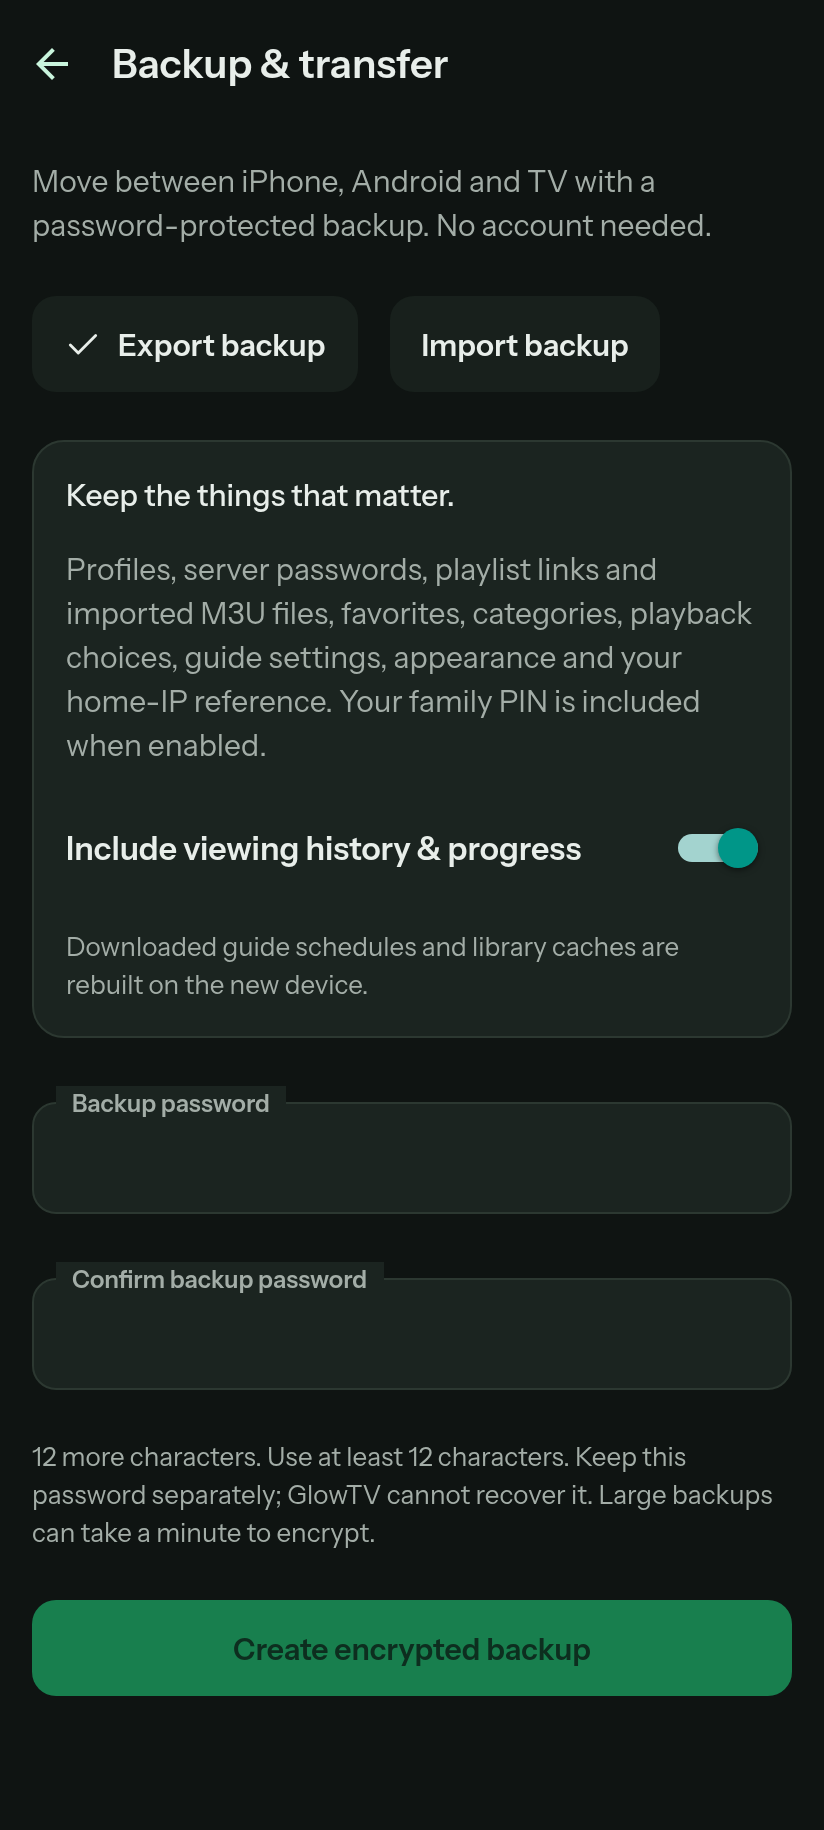 Backup & transfer
Move between iPhone, Android and TV with a
password-protected backup. No account needed.
Export backup
Import backup
Keep the things that matter.
Profiles, server passwords, playlist links and
imported M3U files, favorites, categories, playback
choices, guide settings, appearance and your
home-IP reference. Your family PIN is included
when enabled.
Include viewing history & progress
Downloaded guide schedules and library caches are
rebuilt on the new device.
Backup password
Confirm backup password
12 more characters. Use at least 12 characters. Keep this
password separately; GlowTV cannot recover it. Large backups
can take a minute to encrypt.
Create encrypted backup